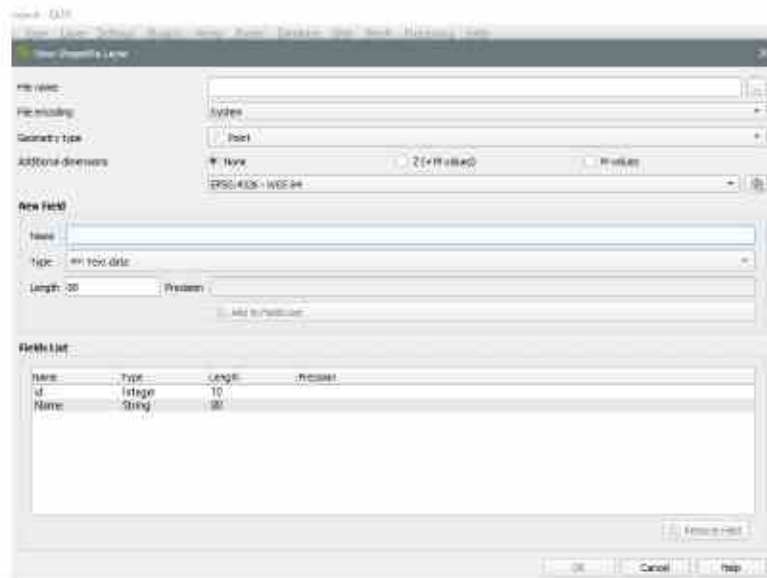 New Shapefile Layer
File name
File encoding System
Geometry type Point
Additional dimensions None Z (+ M values) M values
EPSG:4326 - WGS 84
New Field
Name
Type Text data
Length 80 Precision
Add to Fields List
Fields List
Name Type Length Precision
id Integer 10
Name String 80
Remove Field
OK Cancel Help